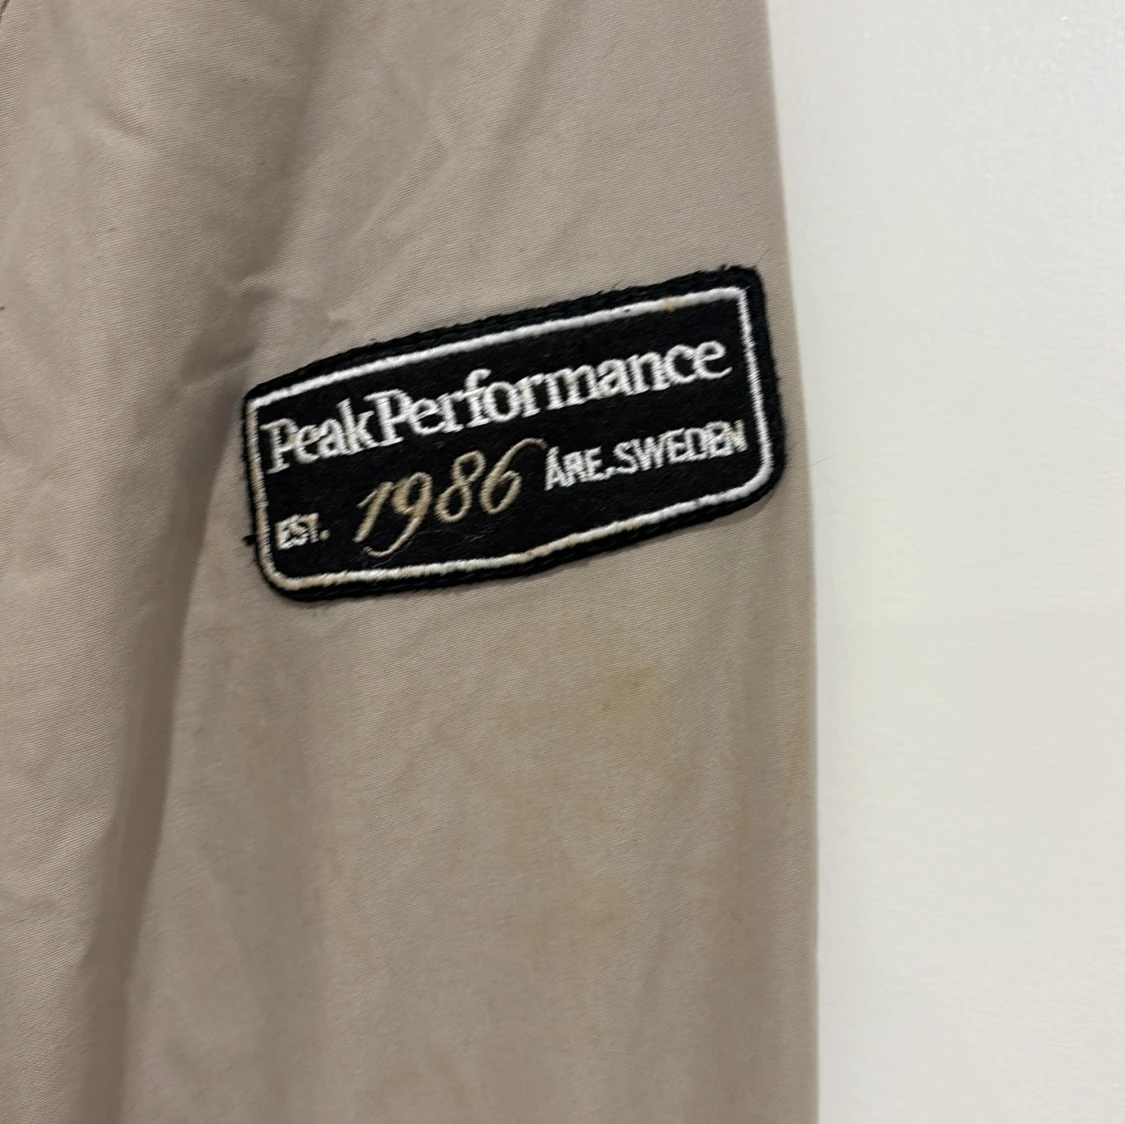 PeakPerformance
EST. 1986 ÅRE.SWEDEN